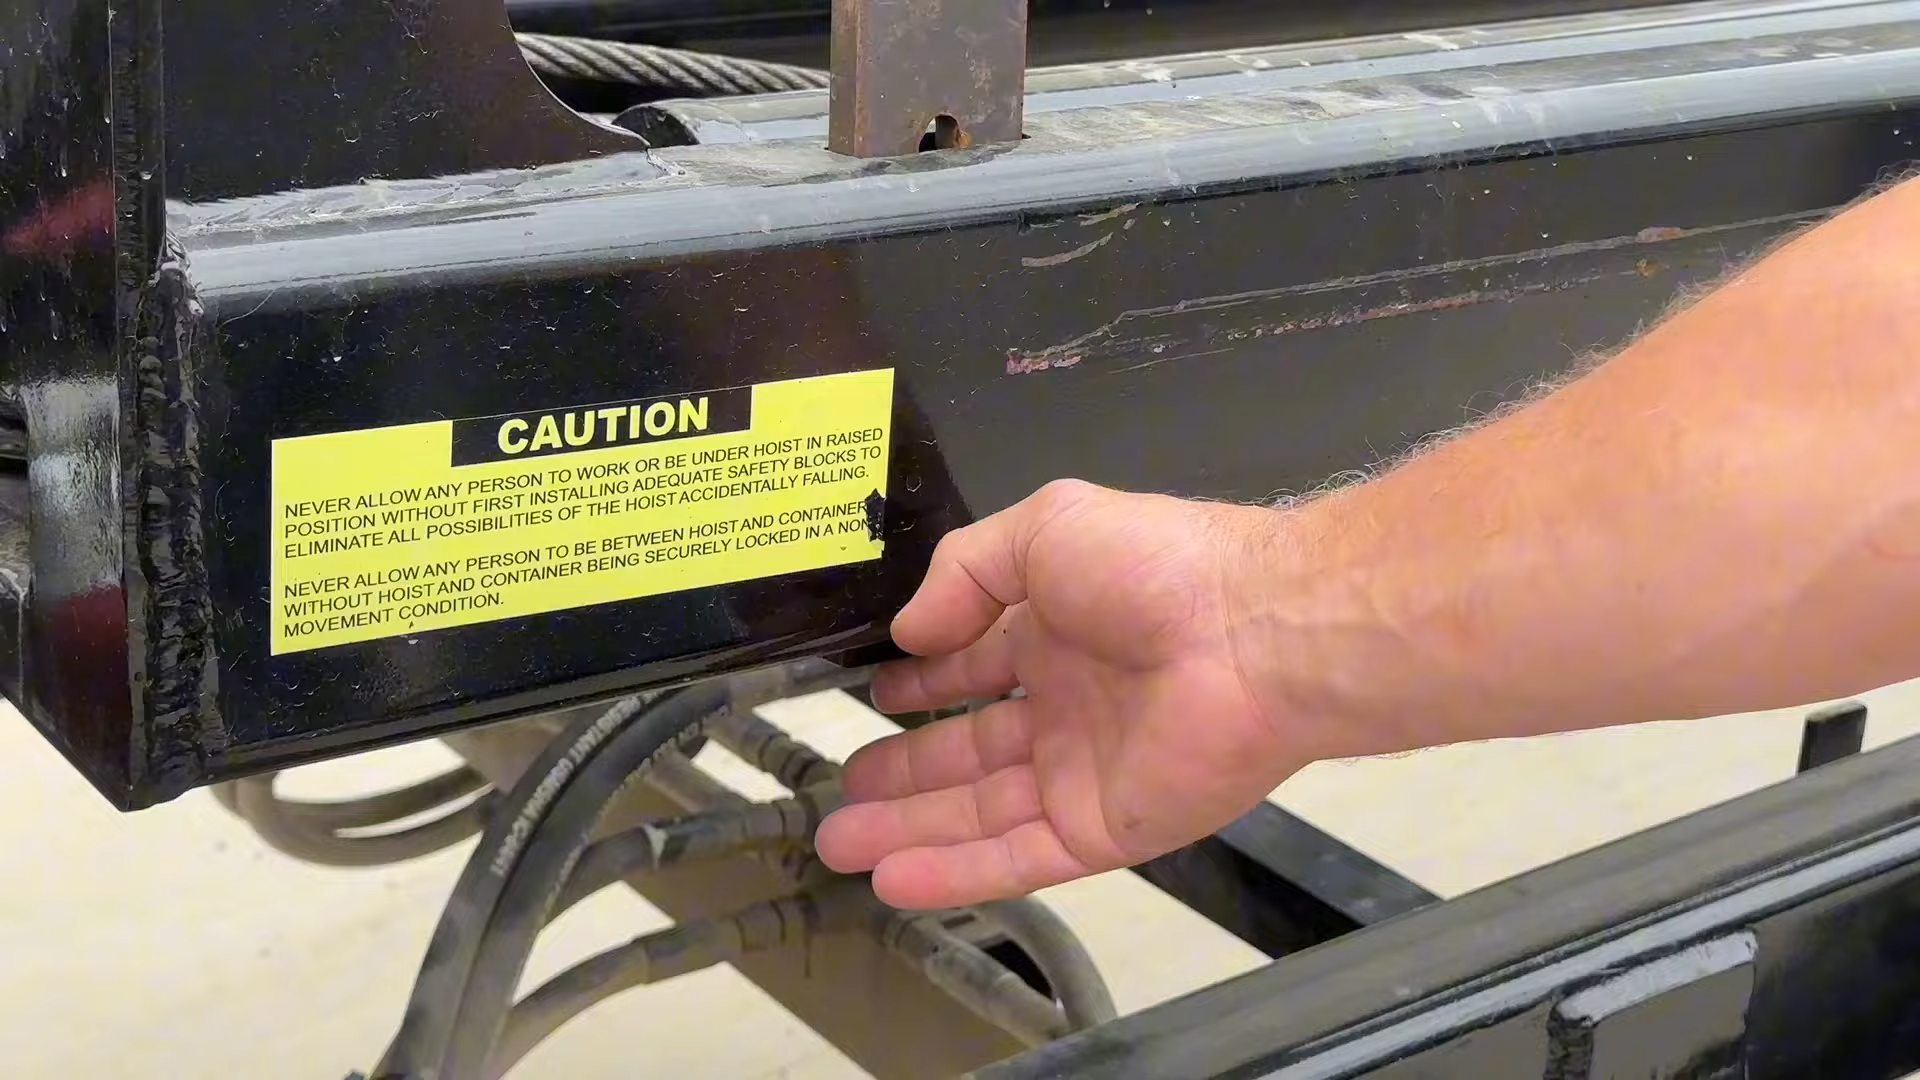 CAUTION
NEVER ALLOW ANY PERSON TO WORK OR BE UNDER HOIST IN RAISED
POSITION WITHOUT FIRST INSTALLING ADEQUATE SAFETY BLOCKS TO
ELIMINATE ALL POSSIBILITIES OF THE HOIST ACCIDENTALLY FALLING.
NEVER ALLOW ANY PERSON TO BE BETWEEN HOIST AND CONTAINER
WITHOUT HOIST AND CONTAINER BEING SECURELY LOCKED IN A NON
MOVEMENT CONDITION.